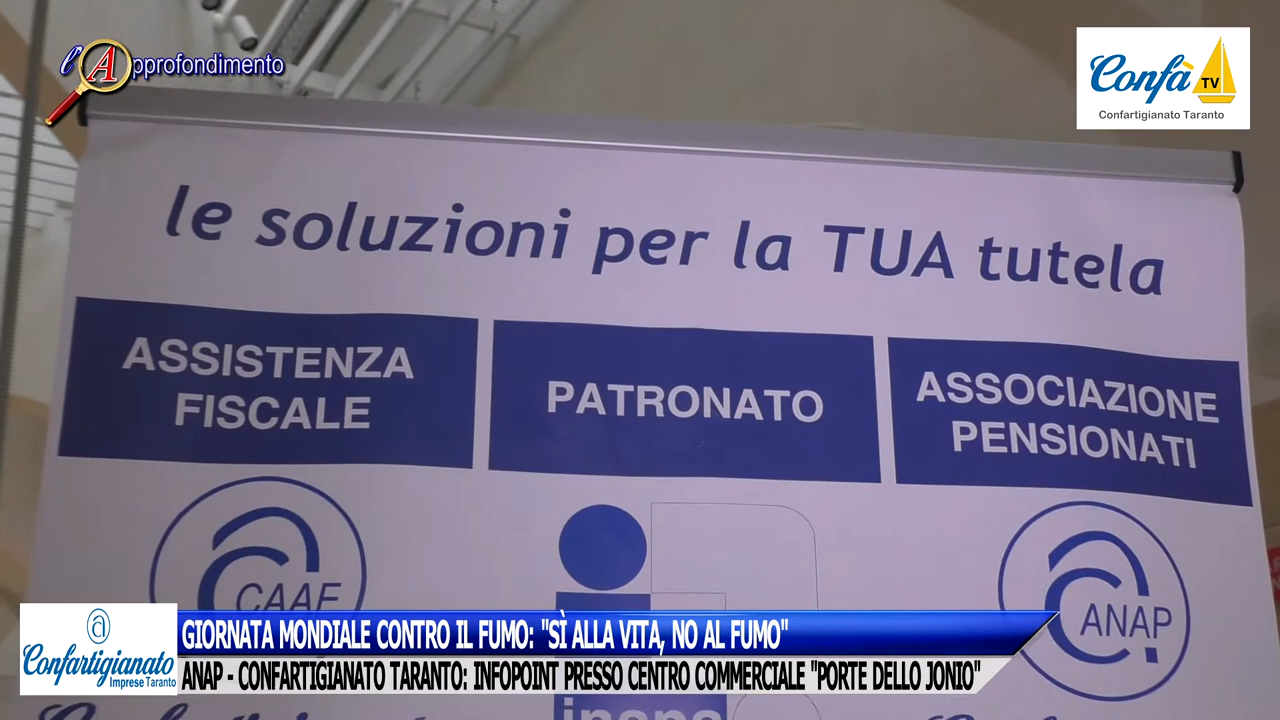 l'Approfondimento
Confà TV
Confartigianato Taranto
le soluzioni per la TUA tutela
ASSISTENZA
FISCALE
PATRONATO
ASSOCIAZIONE
PENSIONATI
CAAF
ANAP
Confartigianato
Imprese Taranto
GIORNATA MONDIALE CONTRO IL FUMO: "SÌ ALLA VITA, NO AL FUMO"
ANAP - CONFARTIGIANATO TARANTO: INFOPOINT PRESSO CENTRO COMMERCIALE "PORTE DELLO JONIO"
inapa